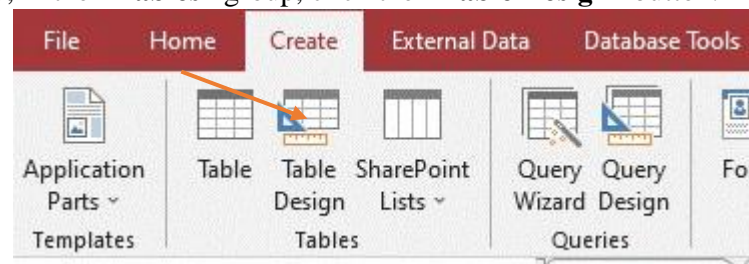 File Home Create External Data Database Tools
Application Parts
Table
Table Design
SharePoint Lists
Query Wizard
Query Design
Fo
Templates Tables Queries